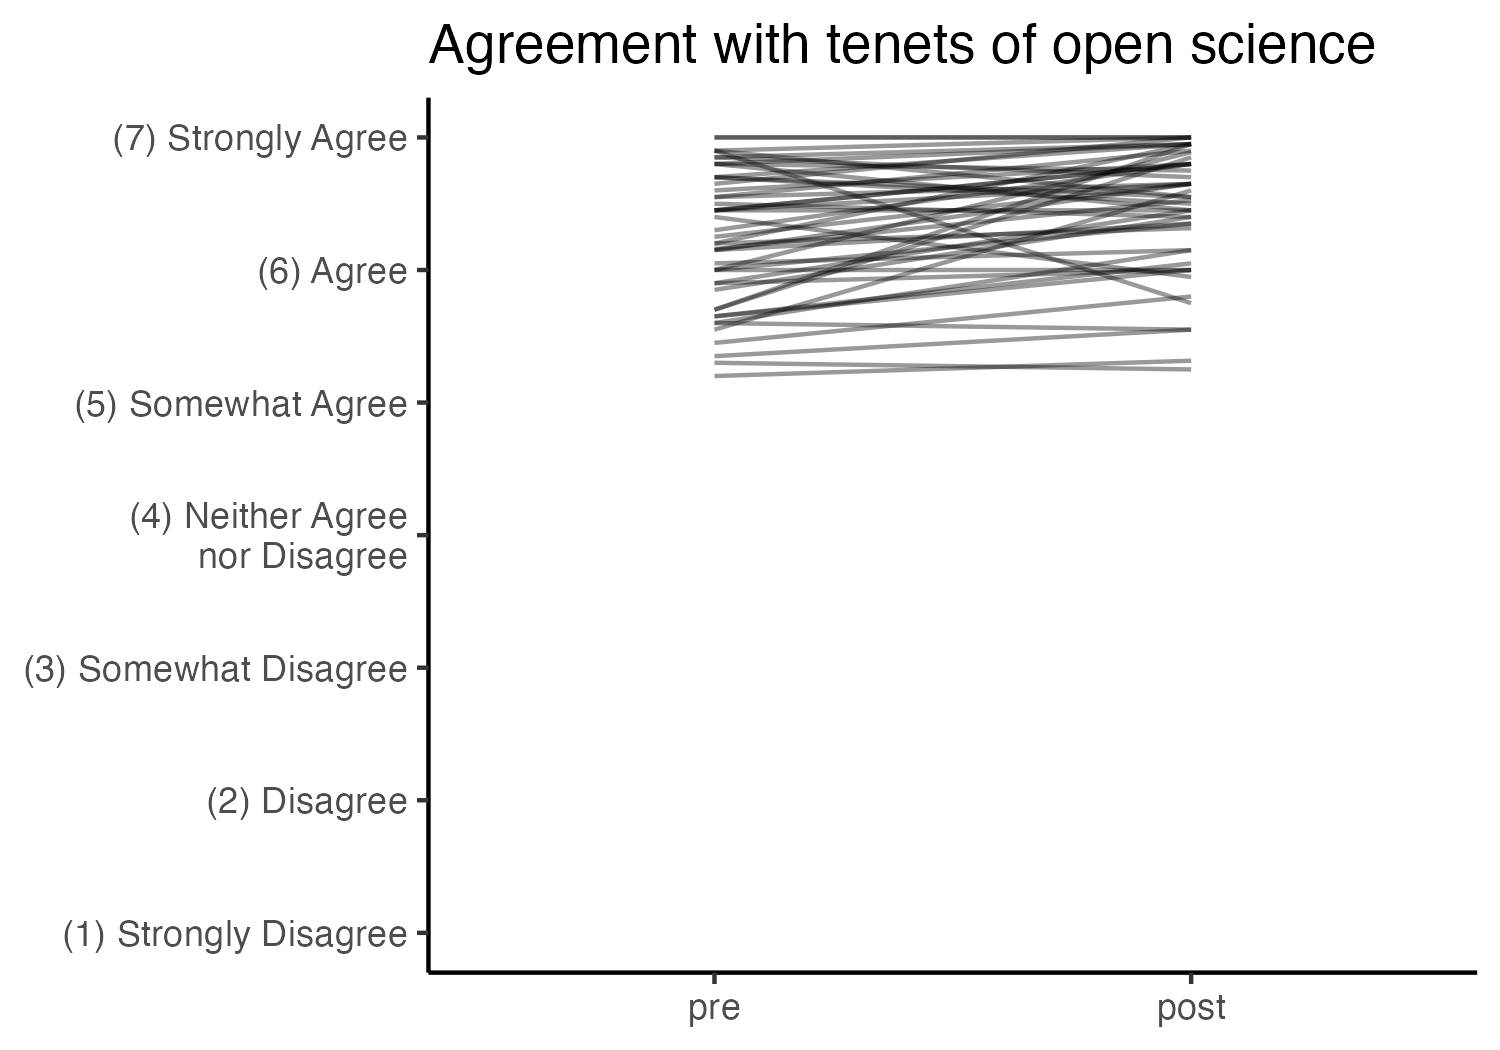 Agreement with tenets of open science
(7) Strongly Agree
(6) Agree
(5) Somewhat Agree
(4) Neither Agree
nor Disagree
(3) Somewhat Disagree
(2) Disagree
(1) Strongly Disagree
pre
post